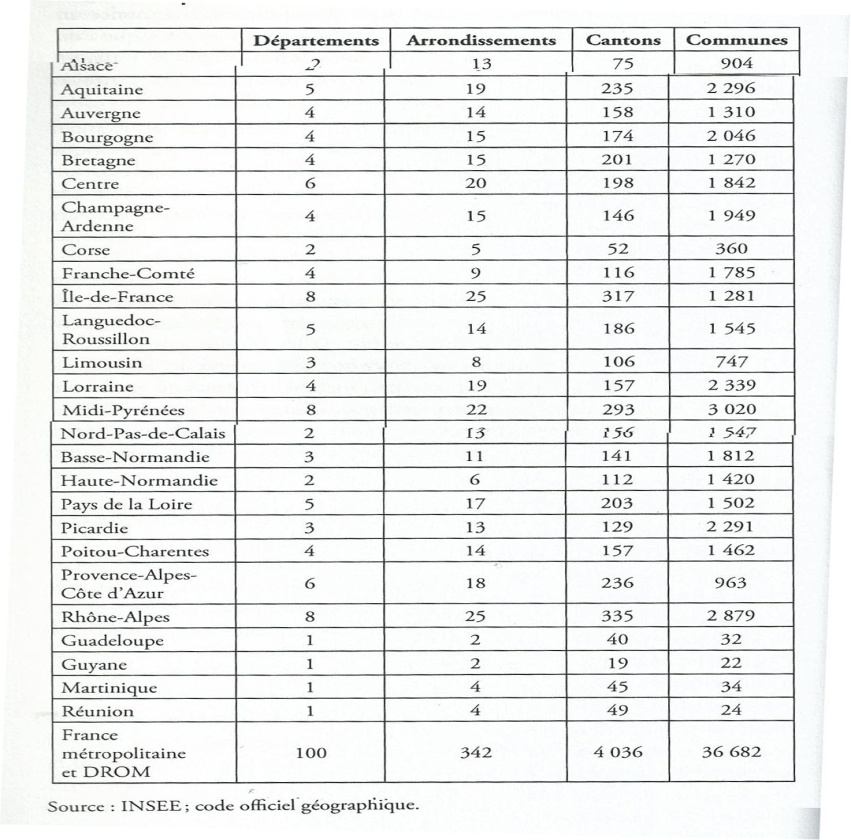 Départements Arrondissements Cantons Communes
Alsace 2 13 75 904
Aquitaine 5 19 235 2 296
Auvergne 4 14 158 1 310
Bourgogne 4 15 174 2 046
Bretagne 4 15 201 1 270
Centre 6 20 198 1 842
Champagne-
Ardenne 4 15 146 1 949
Corse 2 5 52 360
Franche-Comté 4 9 116 1 785
Île-de-France 8 25 317 1 281
Languedoc-
Roussillon 5 14 186 1 545
Limousin 3 8 106 747
Lorraine 4 19 157 2 339
Midi-Pyrénées 8 22 293 3 020
Nord-Pas-de-Calais 2 13 156 1 547
Basse-Normandie 3 11 141 1 812
Haute-Normandie 2 6 112 1 420
Pays de la Loire 5 17 203 1 502
Picardie 3 13 129 2 291
Poitou-Charentes 4 14 157 1 462
Provence-Alpes-
Côte d'Azur 6 18 236 963
Rhône-Alpes 8 25 335 2 879
Guadeloupe 1 2 40 32
Guyane 1 2 19 22
Martinique 1 4 45 34
Réunion 1 4 49 24
France
métropolitaine 100 342 4 036 36 682
et DROM
Source : INSEE ; code officiel géographique.